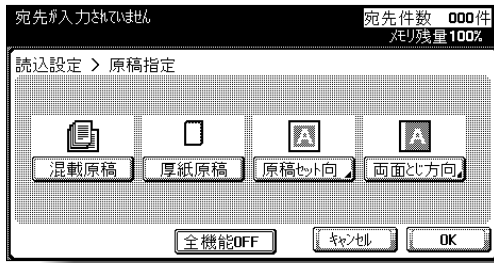 宛先が入力されていません
宛先件数 000件
メモリ残量100%
読込設定 > 原稿指定
A A
混載原稿 厚紙原稿 原稿セット向 両面とじ方向
全機能OFF キャンセル OK